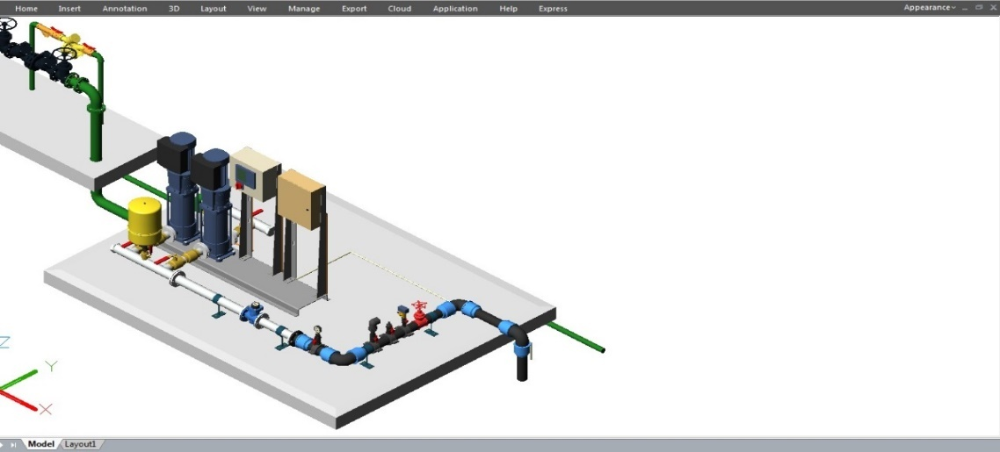 Home Insert Annotation 3D Layout View Manage Export Cloud Application Help Express Appearance
Z
Y
X
Model Layout1